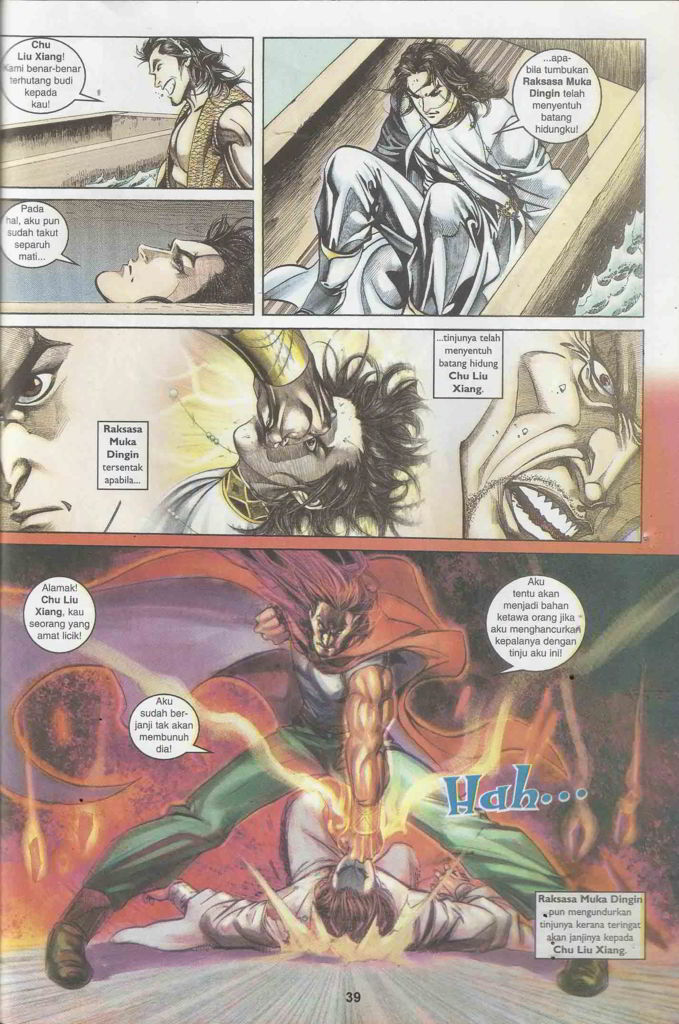 Chu
Liu Xiang!
Kami benar-benar
terhutang budi
kepada
kau!
...apa-
bila tumbukan
Raksasa Muka
Dingin telah
menyentuh
batang
hidungku!
Pada
hal, aku pun
sudah takut
separuh
mati...
Raksasa
Muka
Dingin
tersentak
apabila...
...tinjunya telah
menyentuh
batang hidung
Chu Liu
Xiang.
Alamak!
Chu Liu
Xiang, kau
seorang yang
amat licik!
Aku
tentu akan
menjadi bahan
ketawa orang jika
aku menghancurkan
kepalanya dengan
tinju aku ini!
Aku
sudah ber-
janji tak akan
membunuh
dia!
Hah...
Raksasa Muka Dingin
pun mengundurkan
tinjunya kerana teringat
akan janjinya kepada
Chu Liu Xiang.
39